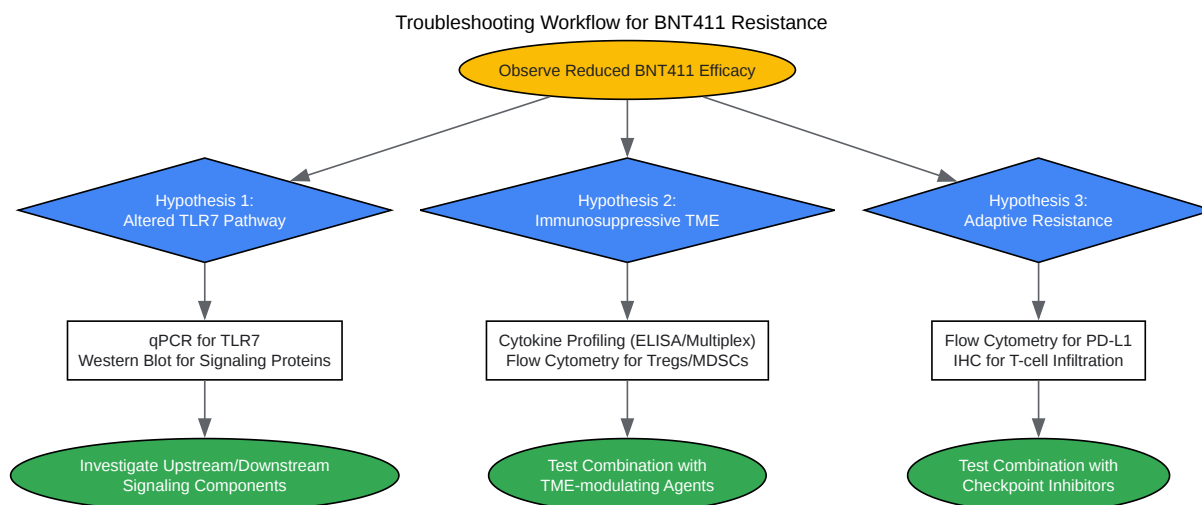 Troubleshooting Workflow for BNT411 Resistance
Observe Reduced BNT411 Efficacy
Hypothesis 1:
Altered TLR7 Pathway
Hypothesis 2:
Immunosuppressive TME
Hypothesis 3:
Adaptive Resistance
qPCR for TLR7
Western Blot for Signaling Proteins
Cytokine Profiling (ELISA/Multiplex)
Flow Cytometry for Tregs/MDSCs
Flow Cytometry for PD-L1
IHC for T-cell Infiltration
Investigate Upstream/Downstream
Signaling Components
Test Combination with
TME-modulating Agents
Test Combination with
Checkpoint Inhibitors